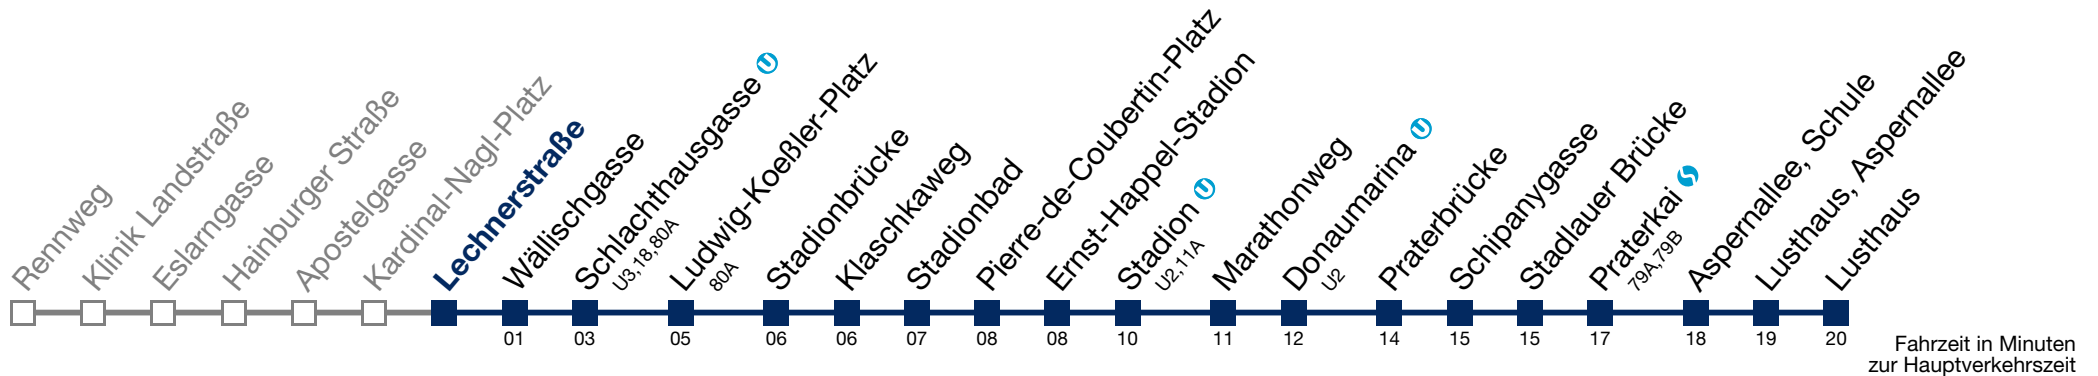 Rennweg
Klinik Landstraße
Eslarngasse
Hainburger Straße
Apostelgasse
Kardinal-Nagl-Platz
Lechnerstraße
Wällischgasse
01
Schlachthausgasse U
U3,18,80A
03
Ludwig-Koeßler-Platz
80A
05
Stadionbrücke
06
Klaschkaweg
06
Stadionbad
07
Pierre-de-Coubertin-Platz
08
Ernst-Happel-Stadion
08
Stadion U
U2,11A
10
Marathonweg
11
Donaumarina U
U2
12
Praterbrücke
14
Schipanygasse
15
Stadlauer Brücke
15
Praterkai S
79A,79B
17
Aspernallee, Schule
18
Lusthaus, Aspernallee
19
Lusthaus
20
Fahrzeit in Minuten
zur Hauptverkehrszeit